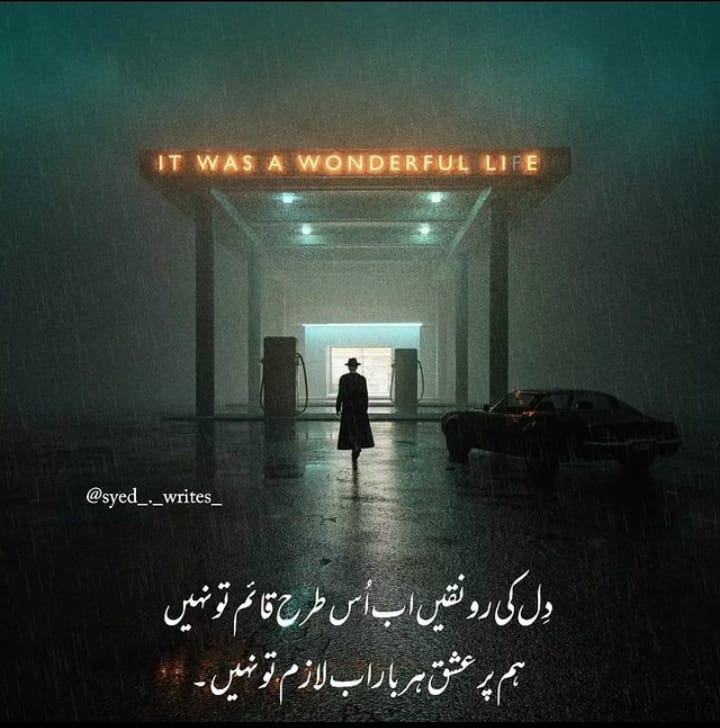 IT WAS A WONDERFUL LIFE
@syed_._writes_
دِل کی رونقیں اب اُس طرح قائم تو نہیں
ہم پر عشق ہر بار اب لازم تو نہیں۔